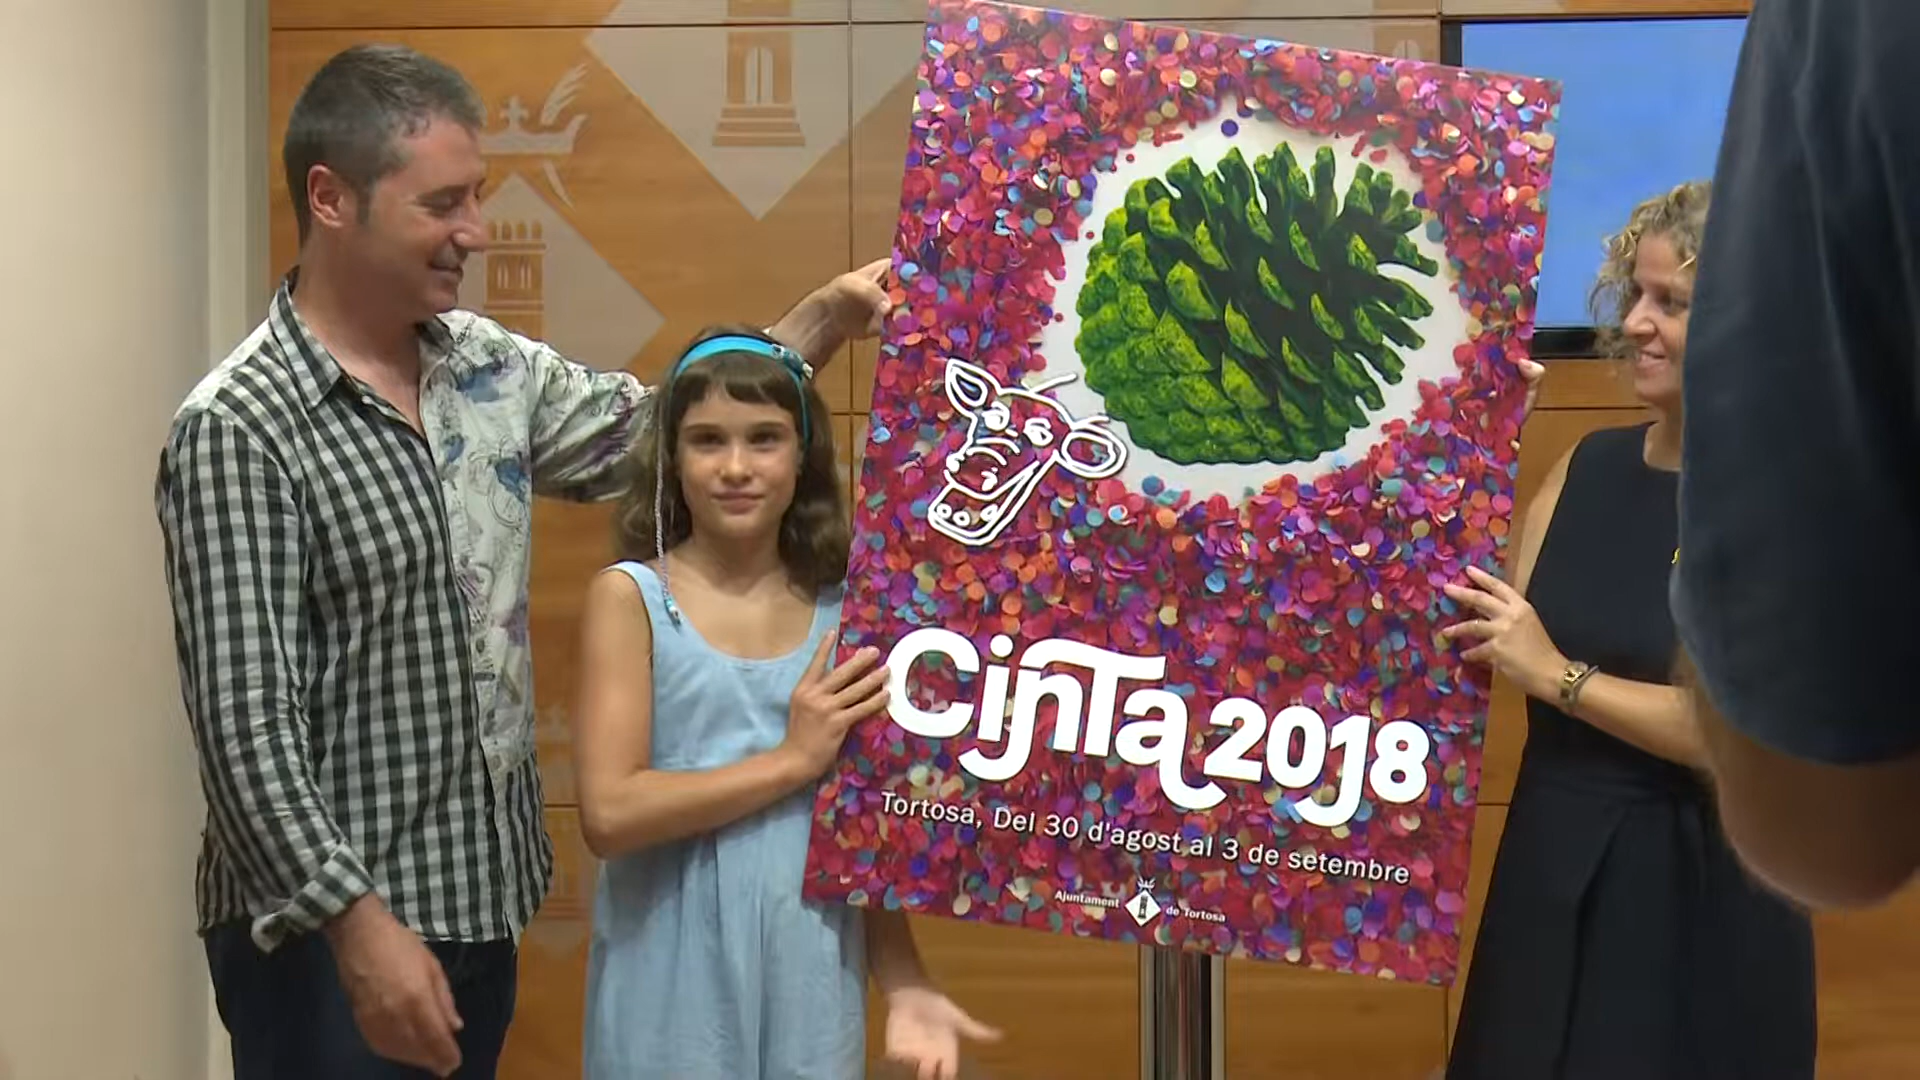 Cinta 2018
Tortosa, Del 30 d'agost al 3 de setembre
Ajuntament de Tortosa